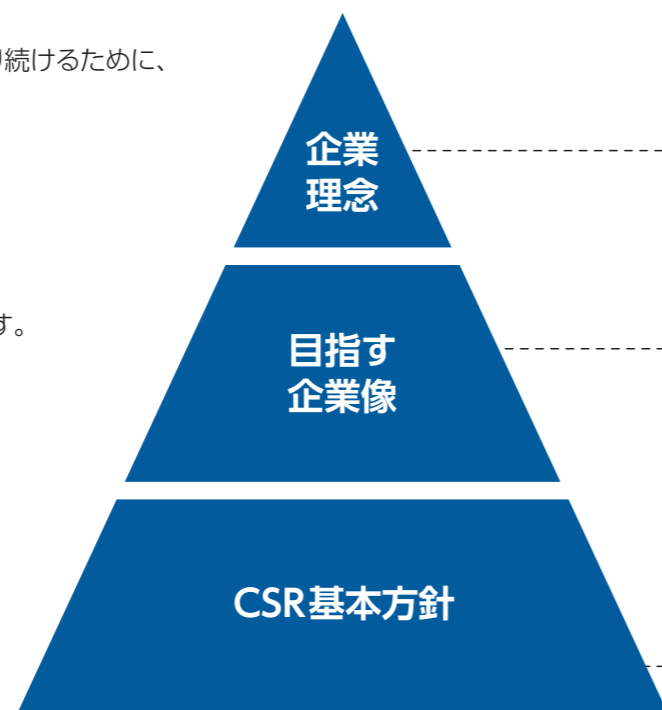 り続けるために、
企業
理念
す。
目指す
企業像
CSR基本方針